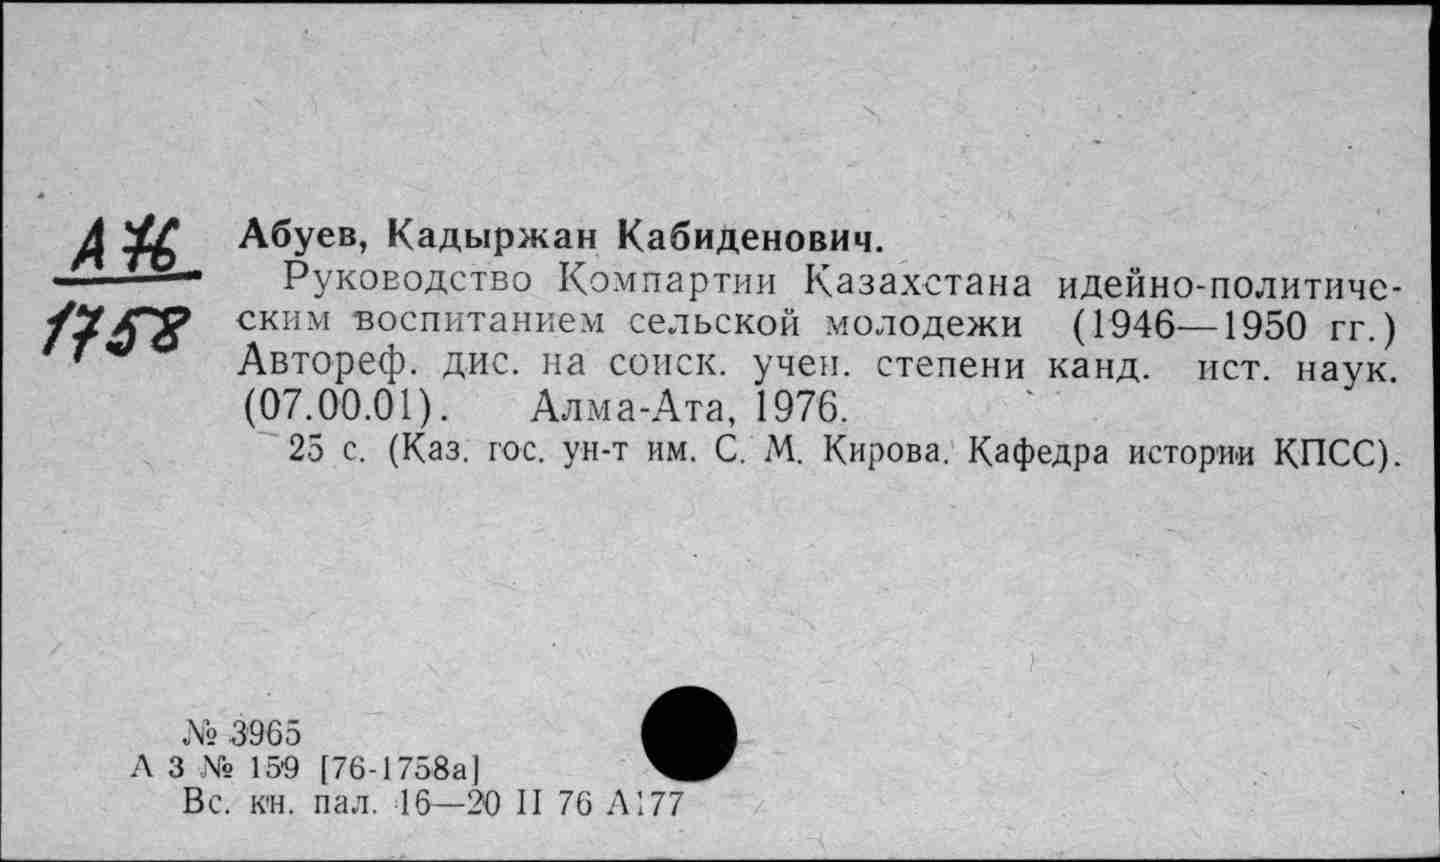 А 76
1758
Абуев, Кадыржан Кабиденович.
Руководство Компартии Казахстана идейно-политиче-
ским воспитанием сельской молодежи (1946—1950 гг.)
Автореф. дис. на соиск. учен. степени канд. ист. наук.
(07.00.01). Алма-Ата, 1976.
25 с. (Каз. гос. ун-т им. С. М. Кирова. Кафедра истории КПСС).
№ 3965
А 3 № 159 [76-1758а]
Вс. кн. пал. 16—20 II 76 А177